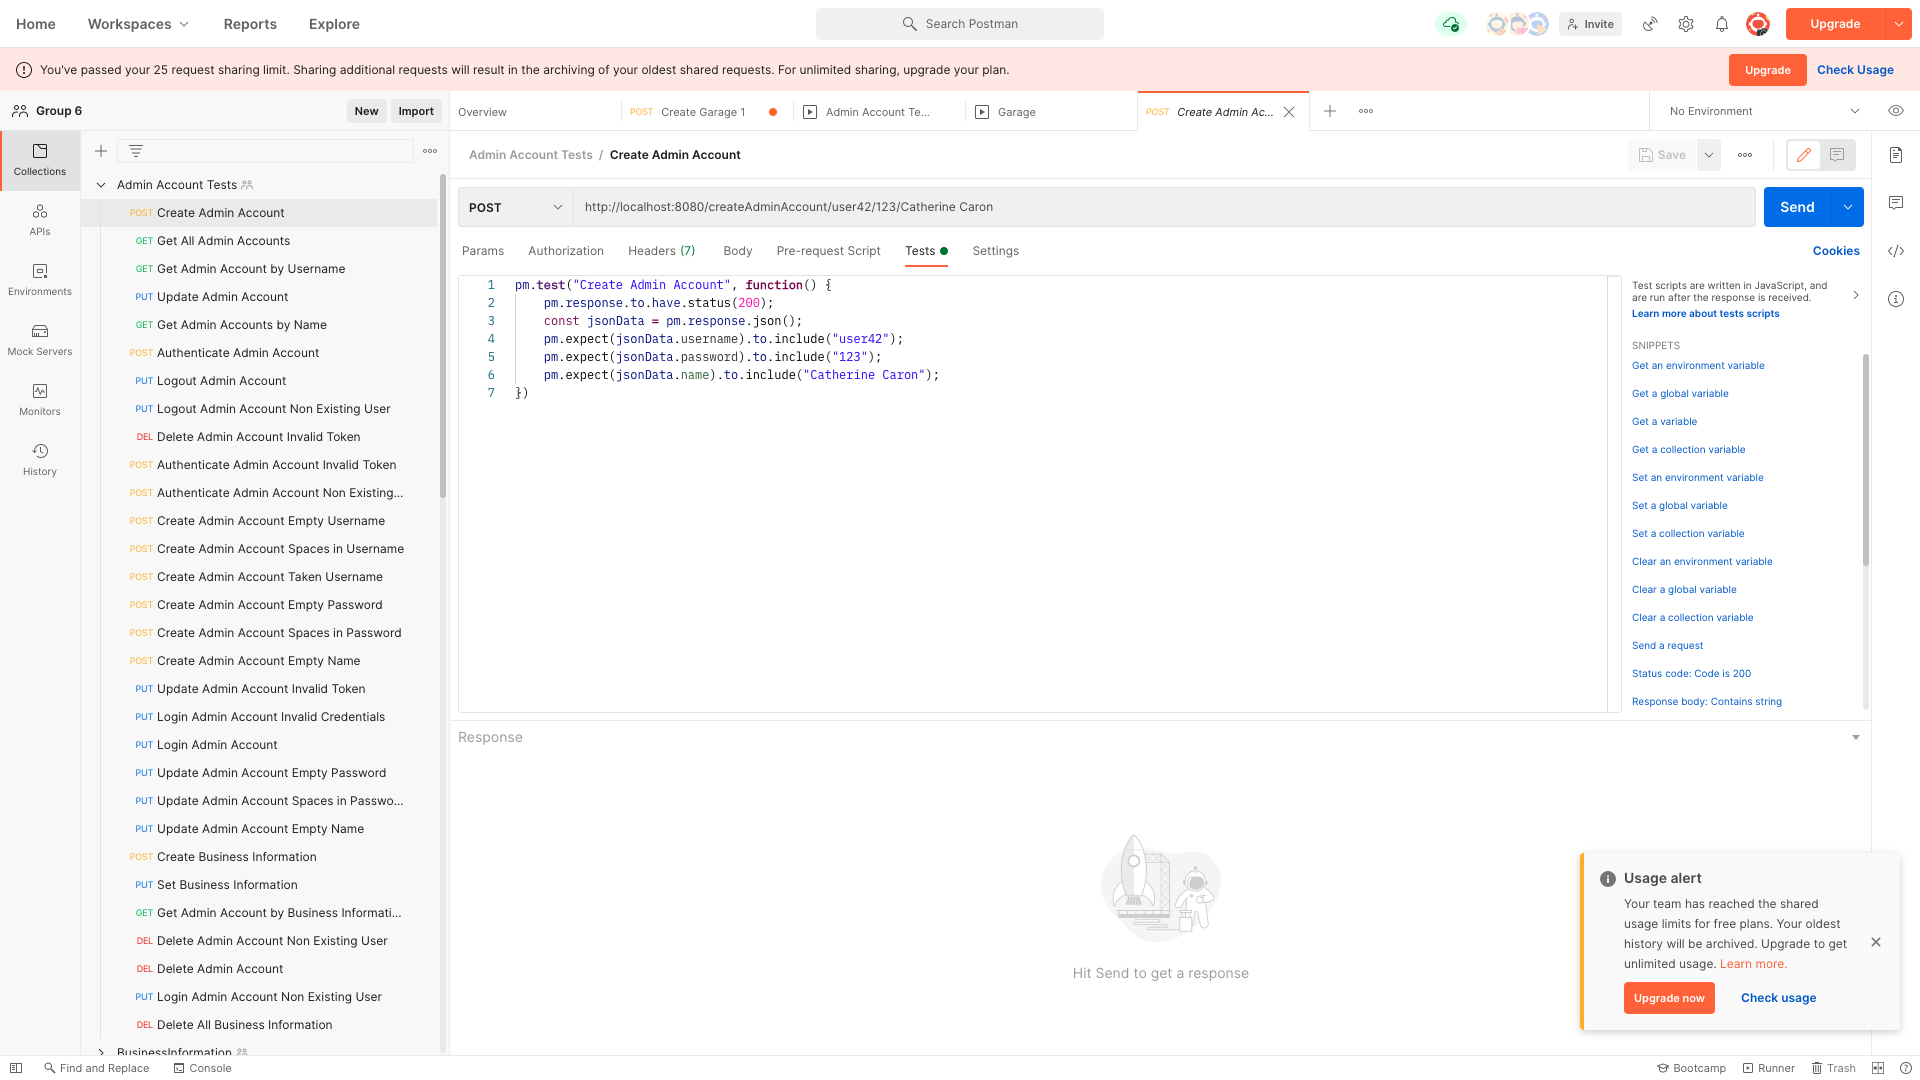 Home
Workspaces
Reports
Explore
Search Postman
Invite
Upgrade
You've passed your 25 request sharing limit. Sharing additional requests will result in the archiving of your oldest shared requests. For unlimited sharing, upgrade your plan.
Upgrade
Check Usage
Group 6
New
Import
Overview
POST Create Garage 1
Admin Account Te...
Garage
POST Create Admin Ac...
No Environment
Collections
APIs
Environments
Mock Servers
Monitors
History
Admin Account Tests
POST Create Admin Account
GET Get All Admin Accounts
GET Get Admin Account by Username
PUT Update Admin Account
GET Get Admin Accounts by Name
POST Authenticate Admin Account
PUT Logout Admin Account
PUT Logout Admin Account Non Existing User
DEL Delete Admin Account Invalid Token
POST Authenticate Admin Account Invalid Token
POST Authenticate Admin Account Non Existing...
POST Create Admin Account Empty Username
POST Create Admin Account Spaces in Username
POST Create Admin Account Taken Username
POST Create Admin Account Empty Password
POST Create Admin Account Spaces in Password
POST Create Admin Account Empty Name
PUT Update Admin Account Invalid Token
PUT Login Admin Account Invalid Credentials
PUT Login Admin Account
PUT Update Admin Account Empty Password
PUT Update Admin Account Spaces in Passwo...
PUT Update Admin Account Empty Name
POST Create Business Information
PUT Set Business Information
GET Get Admin Account by Business Informati...
DEL Delete Admin Account Non Existing User
DEL Delete Admin Account
PUT Login Admin Account Non Existing User
DEL Delete All Business Information
BusinessInformation
Admin Account Tests / Create Admin Account
Save
POST
http://localhost:8080/createAdminAccount/user42/123/Catherine Caron
Send
Params
Authorization
Headers (7)
Body
Pre-request Script
Tests
Settings
Cookies
1 pm.test("Create Admin Account", function() {
2 pm.response.to.have.status(200);
3 const jsonData = pm.response.json();
4 pm.expect(jsonData.username).to.include("user42");
5 pm.expect(jsonData.password).to.include("123");
6 pm.expect(jsonData.name).to.include("Catherine Caron");
7 })
Test scripts are written in JavaScript, and
are run after the response is received.
Learn more about tests scripts
SNIPPETS
Get an environment variable
Get a global variable
Get a variable
Get a collection variable
Set an environment variable
Set a global variable
Set a collection variable
Clear an environment variable
Clear a global variable
Clear a collection variable
Send a request
Status code: Code is 200
Response body: Contains string
Response
Hit Send to get a response
Usage alert
Your team has reached the shared
usage limits for free plans. Your oldest
history will be archived. Upgrade to get
unlimited usage. Learn more.
Upgrade now
Check usage
Find and Replace
Console
Bootcamp
Runner
Trash